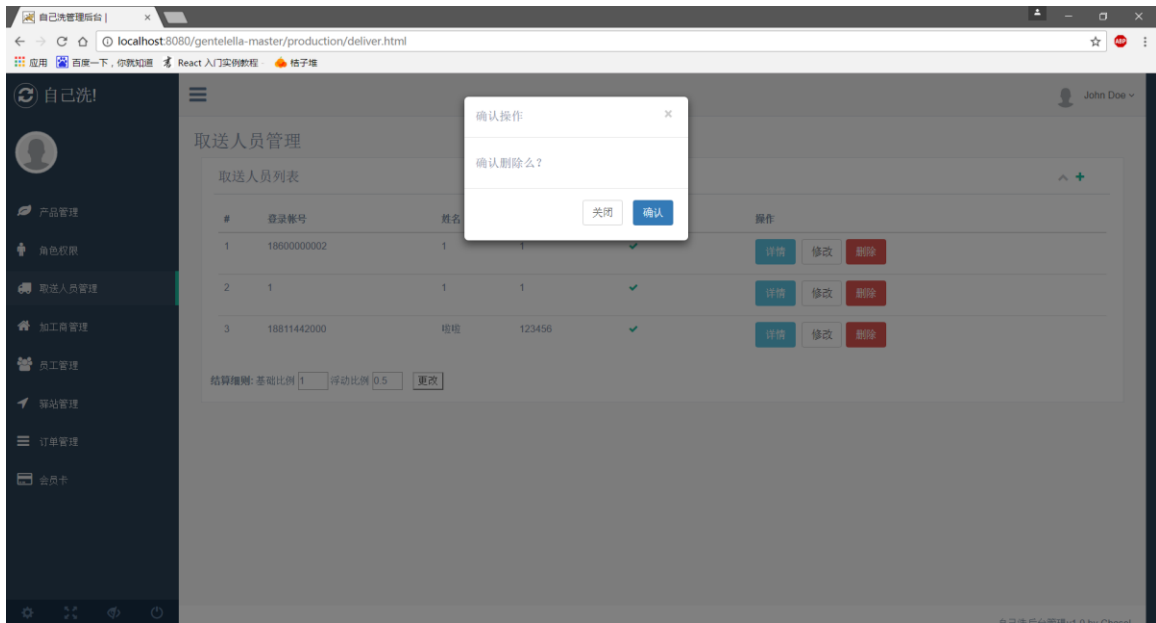 自己洗管理后台 |
localhost:8080/gentelella-master/production/deliver.html
应用 百度一下,你就知道 React 入门实例教程 桔子堆
自己洗!
John Doe
确认操作 ×
确认删除么?
关闭 确认
取送人员管理
取送人员列表
# 登录帐号 姓名 操作
1 18600000002 1 1 详情 修改 删除
2 1 1 1 详情 修改 删除
3 18811442000 啦啦 123456 详情 修改 删除
结算细则: 基础比例 1 浮动比例 0.5 更改
产品管理
角色权限
取送人员管理
加工商管理
员工管理
驿站管理
订单管理
会员卡